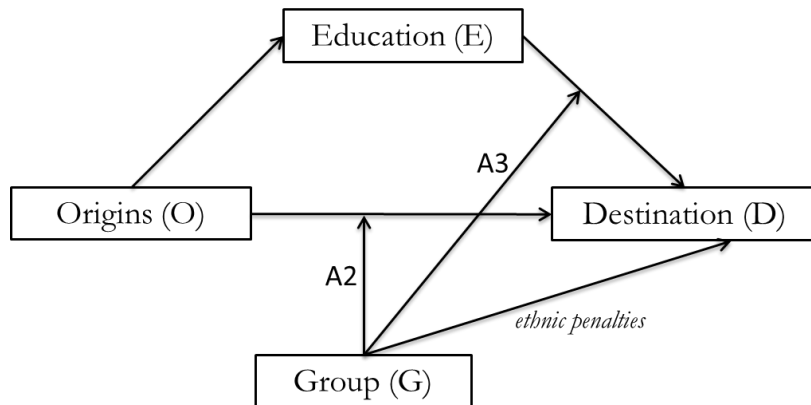 Education (E)
A3
Origins (O)
Destination (D)
A2
ethnic penalties
Group (G)